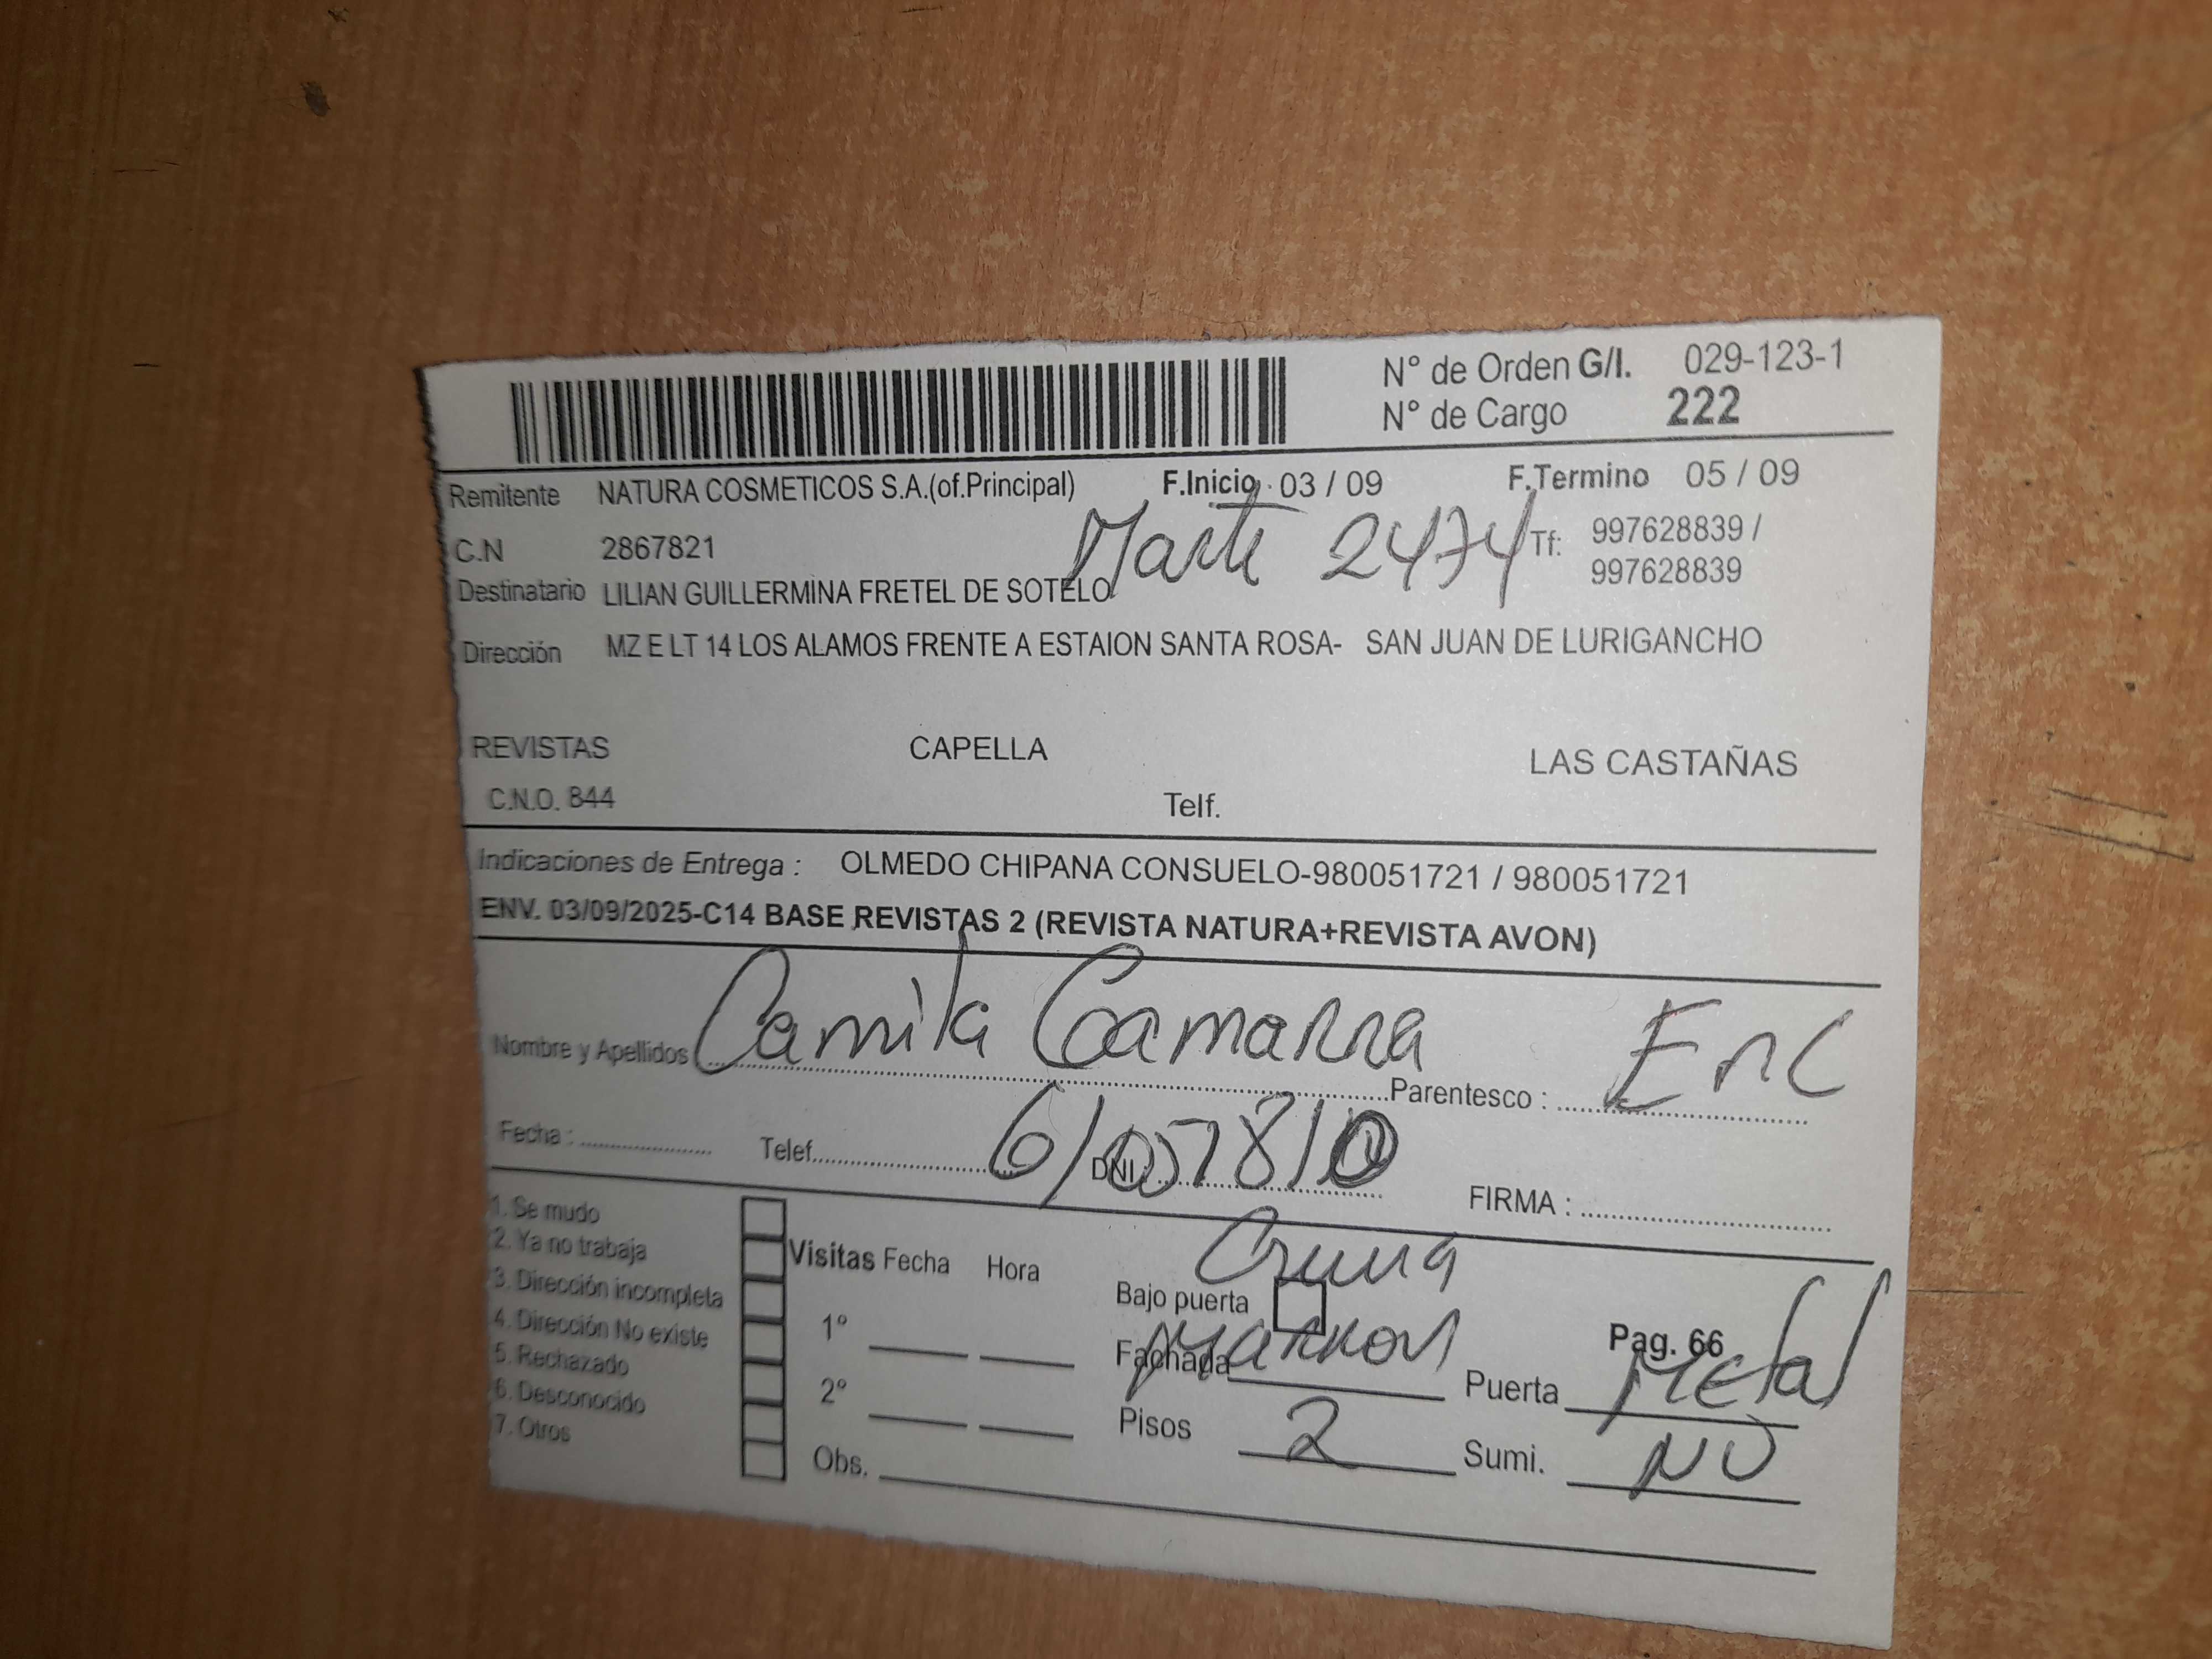 N° de Orden G/I. 029-123-1
N° de Cargo 222
Remitente NATURA COSMETICOS S.A.(of.Principal) F.Inicio 03 / 09 F.Termino 05 / 09
Marte 2474
C.N 2867821 Tf: 997628839 /
997628839
Destinatario LILIAN GUILLERMINA FRETEL DE SOTELO
Dirección MZ E LT 14 LOS ALAMOS FRENTE A ESTAION SANTA ROSA- SAN JUAN DE LURIGANCHO
REVISTAS CAPELLA LAS CASTAÑAS
C.N.O. 844 Telf.
Indicaciones de Entrega : OLMEDO CHIPANA CONSUELO-980051721 / 980051721
ENV. 03/09/2025-C14 BASE REVISTAS 2 (REVISTA NATURA+REVISTA AVON)
Nombre y Apellidos Camila Gamarra Parentesco : Enc
Fecha : Telef. DNI FIRMA :
1. Se mudo
2. Ya no trabaja
3. Dirección incompleta
4. Dirección No existe
5. Rechazado
6. Desconocido
7. Otros
Visitas Fecha Hora
1°
2°
Obs.
Bajo puerta Pag. 66
Fachada Marron Puerta Metal
Pisos 2 Sumi. NO